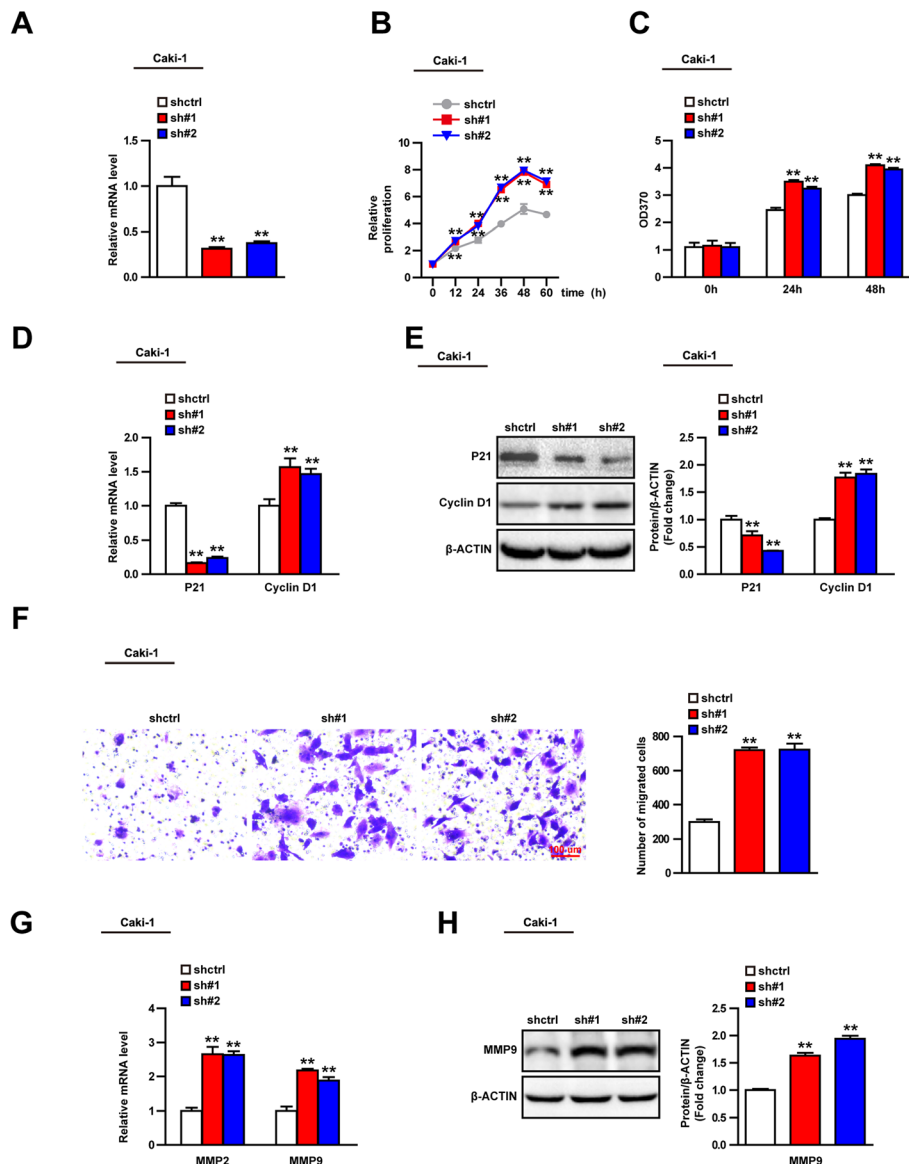 A
Caki-1
shctrl
sh#1
sh#2
Relative mRNA level
1.5
1.0
0.5
0.0
**
**
B
Caki-1
shctrl
sh#1
sh#2
Relative
proliferation
10
8
6
4
2
0
**
**
**
**
**
**
**
**
**
**
0 12 24 36 48 60 time (h)
C
Caki-1
shctrl
sh#1
sh#2
OD370
5
4
3
2
1
0
** **
** **
0h 24h 48h
D
Caki-1
shctrl
sh#1
sh#2
Relative mRNA level
2.0
1.5
1.0
0.5
0.0
** **
** **
P21 Cyclin D1
E
Caki-1
shctrl sh#1 sh#2
P21
Cyclin D1
β-ACTIN
Caki-1
shctrl
sh#1
sh#2
Protein/β-ACTIN
(Fold change)
2.5
2.0
1.5
1.0
0.5
0.0
**
**
** **
P21 Cyclin D1
F
Caki-1
shctrl sh#1 sh#2
100 um
shctrl
sh#1
sh#2
Number of migrated cells
800
600
400
200
0
** **
G
Caki-1
shctrl
sh#1
sh#2
Relative mRNA level
4
3
2
1
0
** **
**
**
MMP2 MMP9
H
Caki-1
shctrl sh#1 sh#2
MMP9
β-ACTIN
shctrl
sh#1
sh#2
Protein/β-ACTIN
(Fold change)
2.5
2.0
1.5
1.0
0.5
0.0
**
**
MMP9